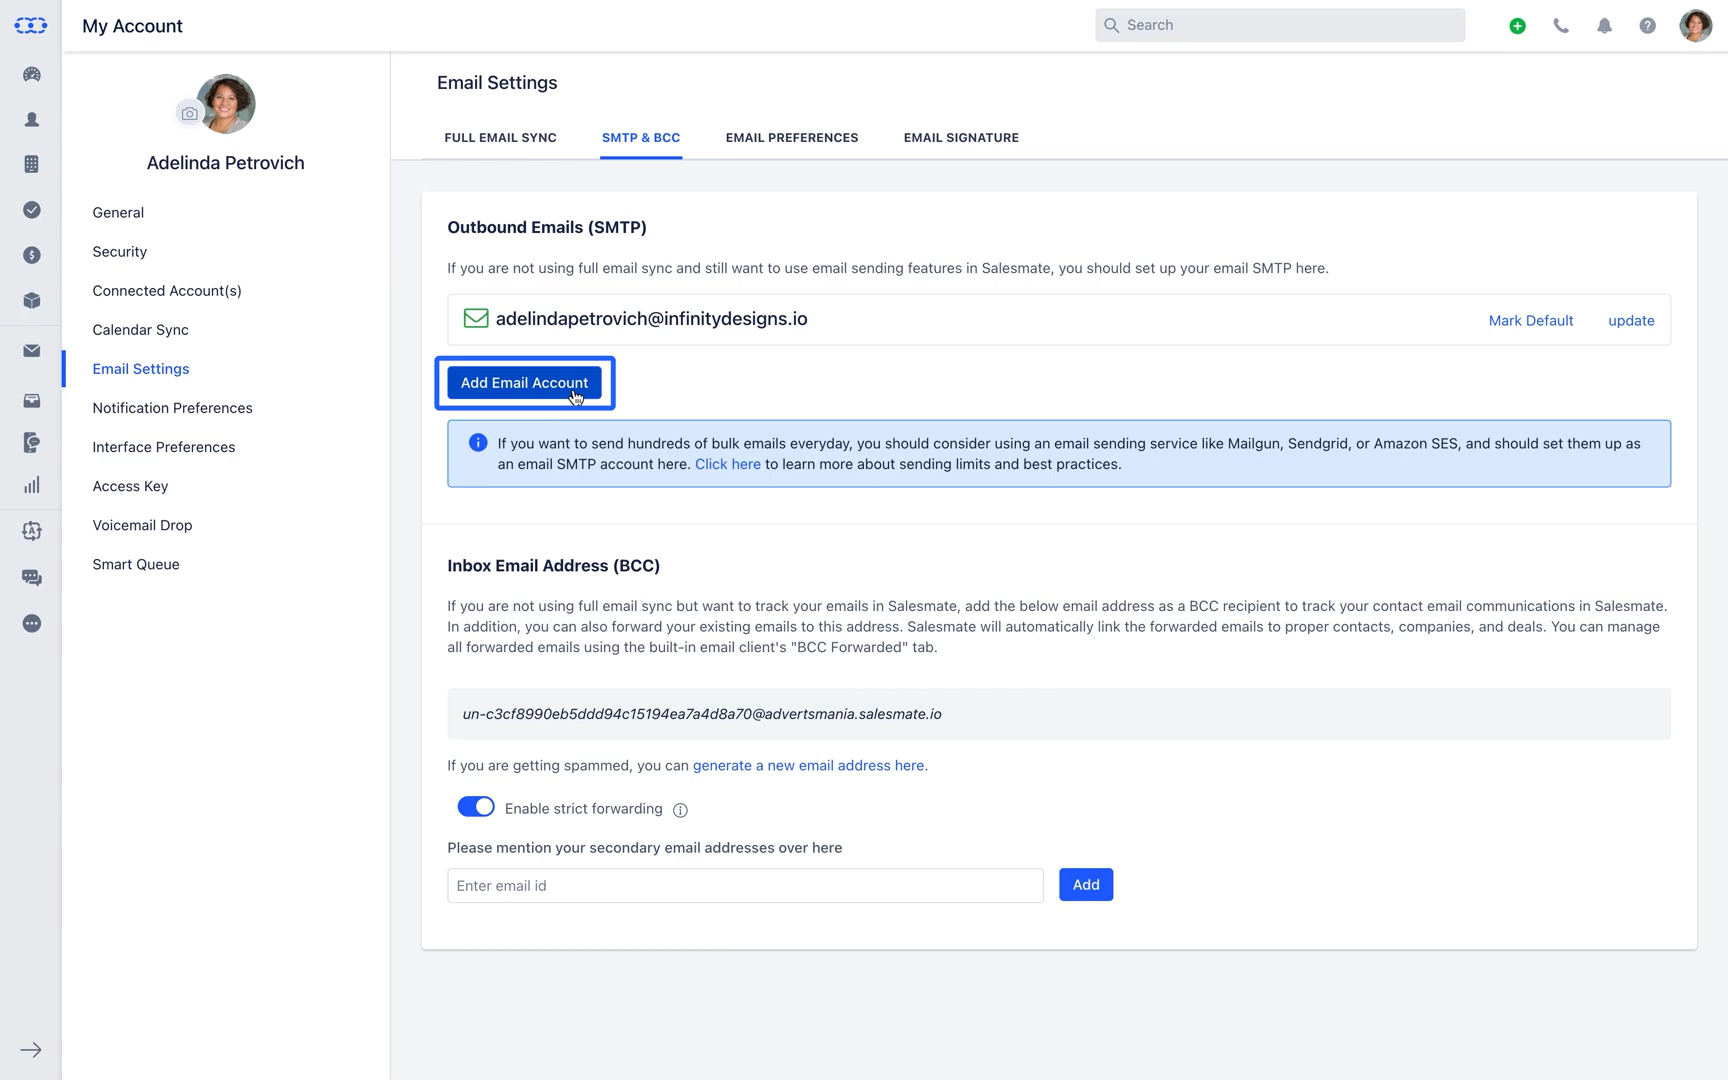 My Account
Search
Adelinda Petrovich
General
Security
Connected Account(s)
Calendar Sync
Email Settings
Notification Preferences
Interface Preferences
Access Key
Voicemail Drop
Smart Queue
Email Settings
FULL EMAIL SYNC
SMTP & BCC
EMAIL PREFERENCES
EMAIL SIGNATURE
Outbound Emails (SMTP)
If you are not using full email sync and still want to use email sending features in Salesmate, you should set up your email SMTP here.
adelindapetrovich@infinitydesigns.io
Mark Default
update
Add Email Account
If you want to send hundreds of bulk emails everyday, you should consider using an email sending service like Mailgun, Sendgrid, or Amazon SES, and should set them up as
an email SMTP account here. Click here to learn more about sending limits and best practices.
Inbox Email Address (BCC)
If you are not using full email sync but want to track your emails in Salesmate, add the below email address as a BCC recipient to track your contact email communications in Salesmate.
In addition, you can also forward your existing emails to this address. Salesmate will automatically link the forwarded emails to proper contacts, companies, and deals. You can manage
all forwarded emails using the built-in email client's "BCC Forwarded" tab.
un-c3cf8990eb5ddd94c15194ea7a4d8a70@advertsmania.salesmate.io
If you are getting spammed, you can generate a new email address here.
Enable strict forwarding
Please mention your secondary email addresses over here
Enter email id
Add